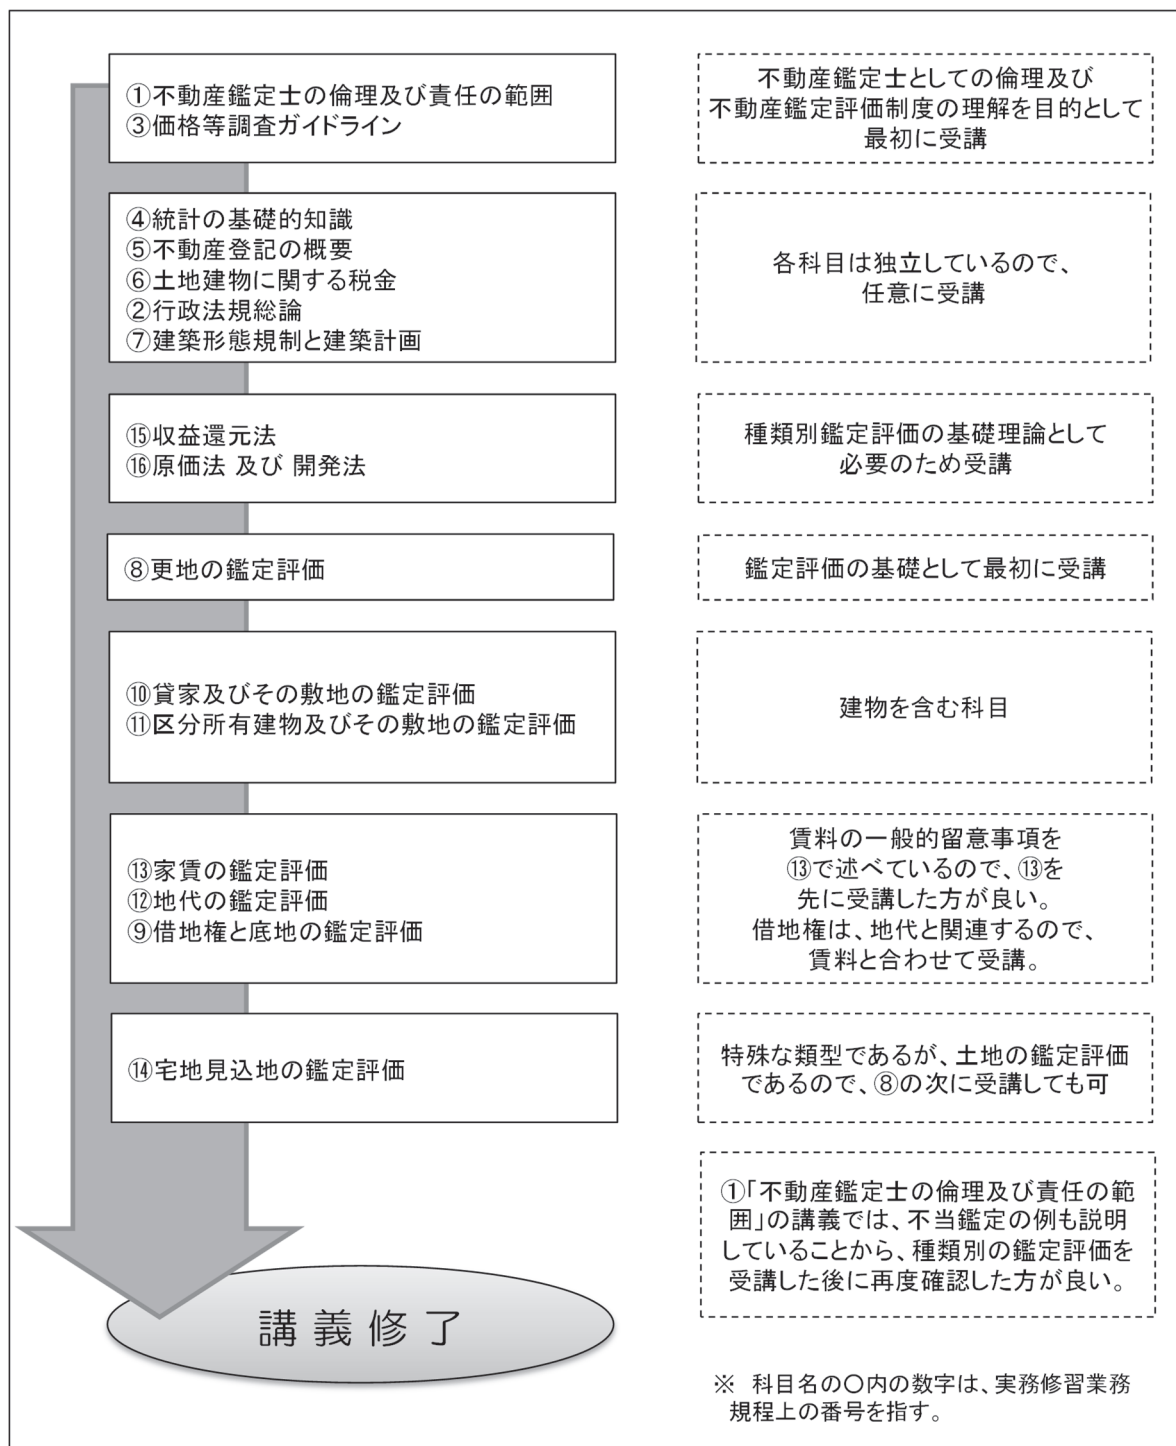 ①不動産鑑定士の倫理及び責任の範囲
③価格等調査ガイドライン
不動産鑑定士としての倫理及び
不動産鑑定評価制度の理解を目的として
最初に受講
④統計の基礎的知識
⑤不動産登記の概要
⑥土地建物に関する税金
②行政法規総論
⑦建築形態規制と建築計画
各科目は独立しているので、
任意に受講
⑮収益還元法
⑯原価法 及び 開発法
種類別鑑定評価の基礎理論として
必要のため受講
⑧更地の鑑定評価
鑑定評価の基礎として最初に受講
⑩貸家及びその敷地の鑑定評価
⑪区分所有建物及びその敷地の鑑定評価
建物を含む科目
⑬家賃の鑑定評価
⑫地代の鑑定評価
⑨借地権と底地の鑑定評価
賃料の一般的留意事項を
⑬で述べているので、⑬を
先に受講した方が良い。
借地権は、地代と関連するので、
賃料と合わせて受講。
⑭宅地見込地の鑑定評価
特殊な類型であるが、土地の鑑定評価
であるので、⑧の次に受講しても可
①「不動産鑑定士の倫理及び責任の範
囲」の講義では、不当鑑定の例も説明
していることから、種類別の鑑定評価を
受講した後に再度確認した方が良い。
講義修了
※ 科目名の○内の数字は、実務修習業務
規程上の番号を指す。